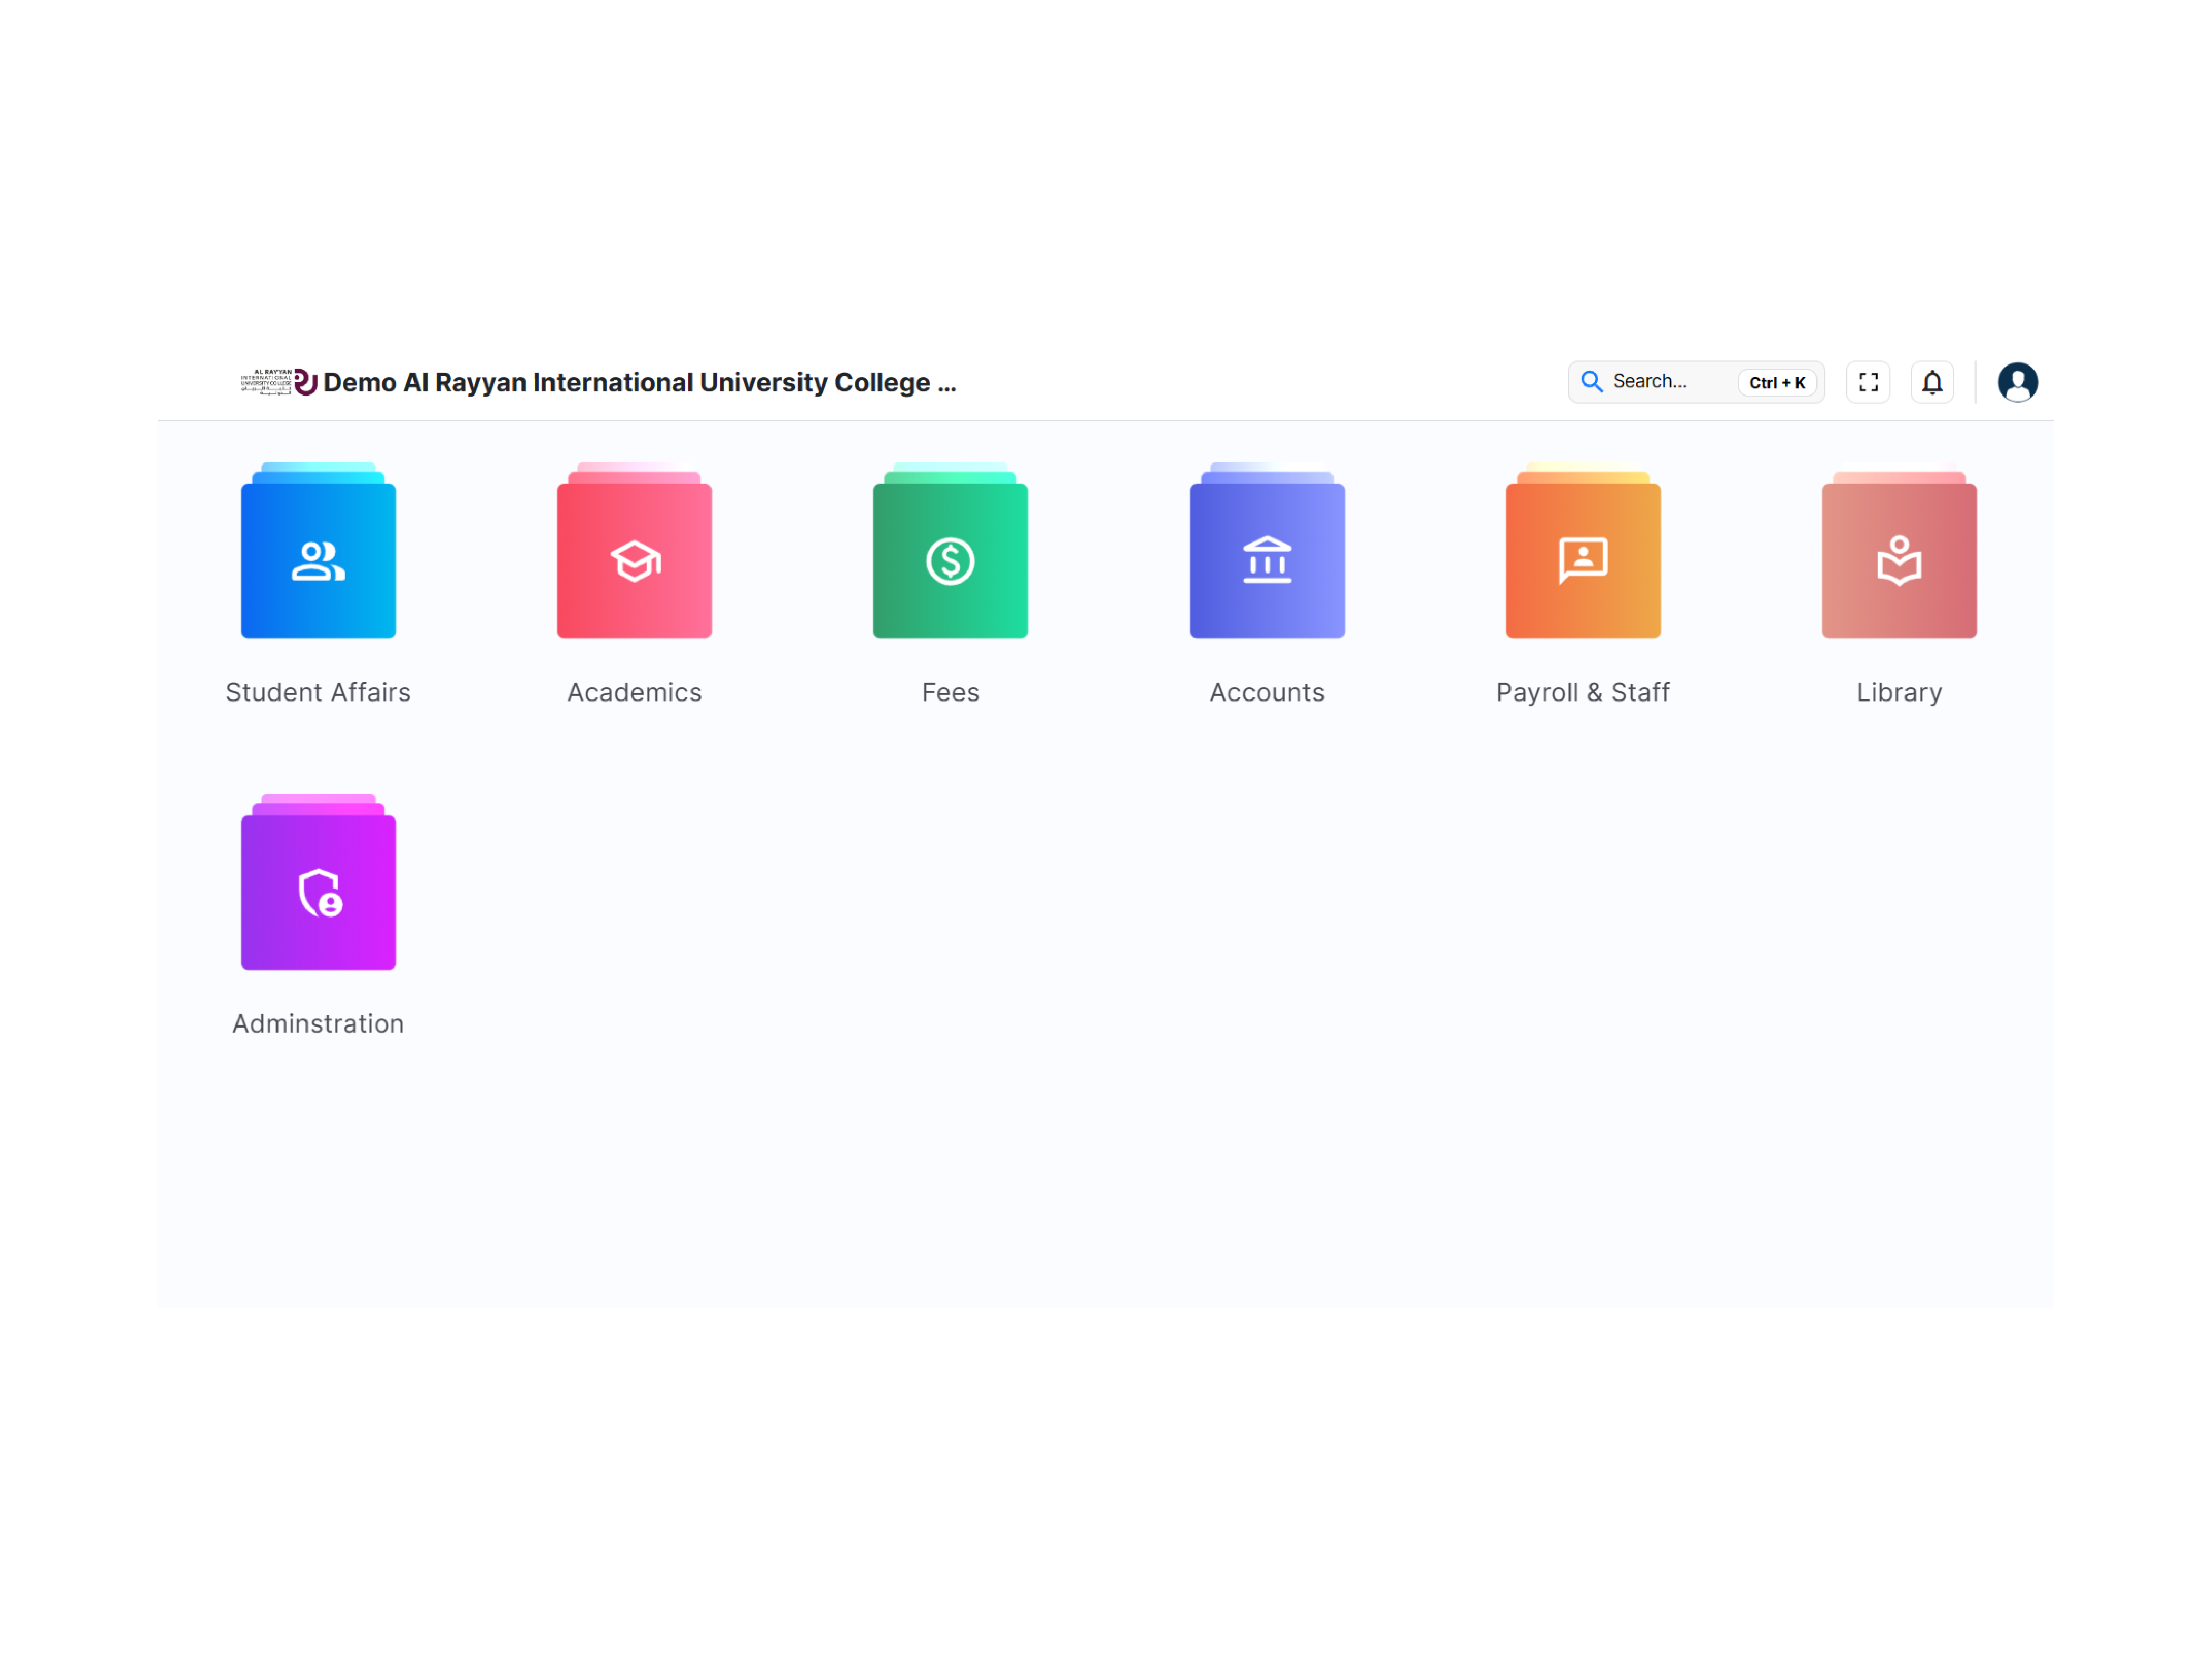 AL RAYYAN
INTERNATIONAL
UNIVERSITY COLLEGE
Demo Al Rayyan International University College ...
Search...
Ctrl + K
Student Affairs
Academics
Fees
Accounts
Payroll & Staff
Library
Adminstration